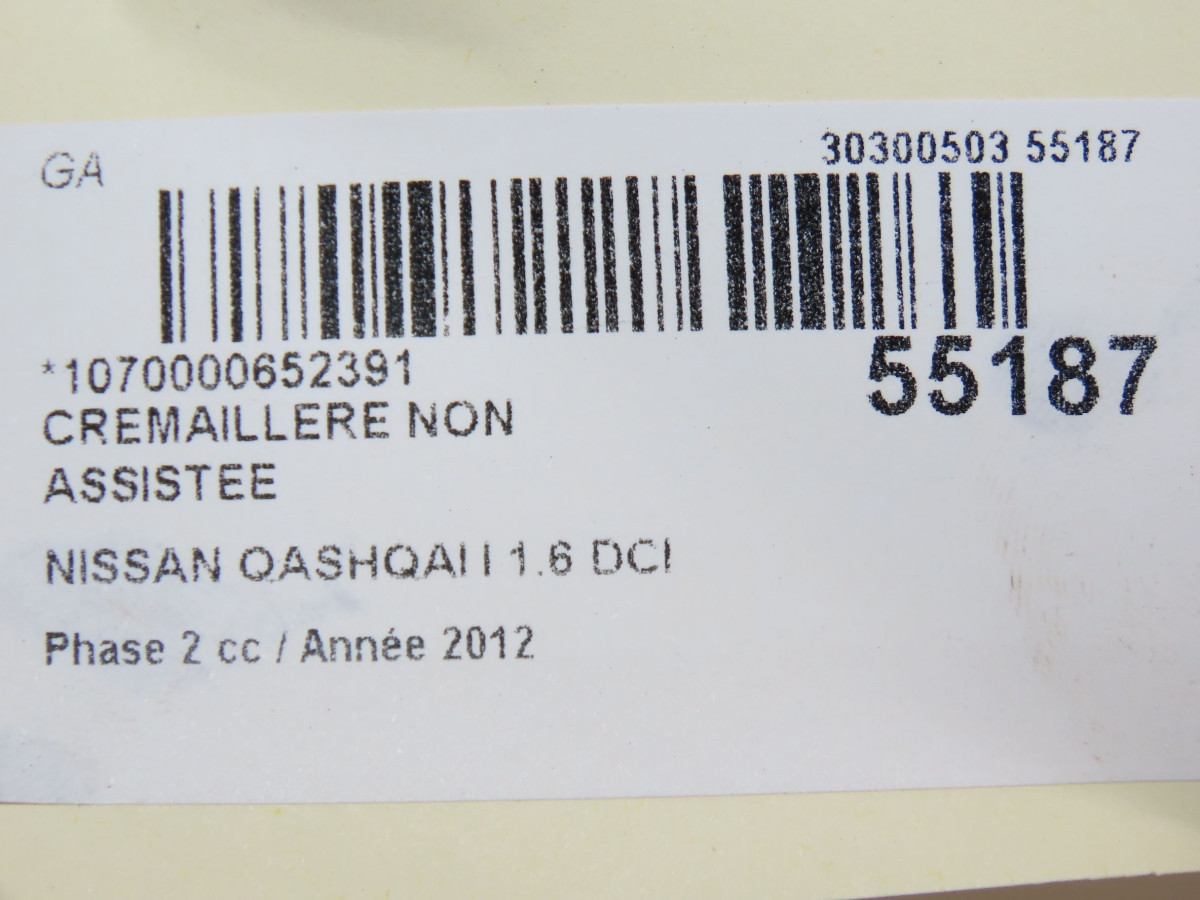 GA
30300503 55187
*1070000652391
55187
CREMAILLERE NON
ASSISTEE
NISSAN QASHQAI I 1.6 DCI
Phase 2 cc / Année 2012